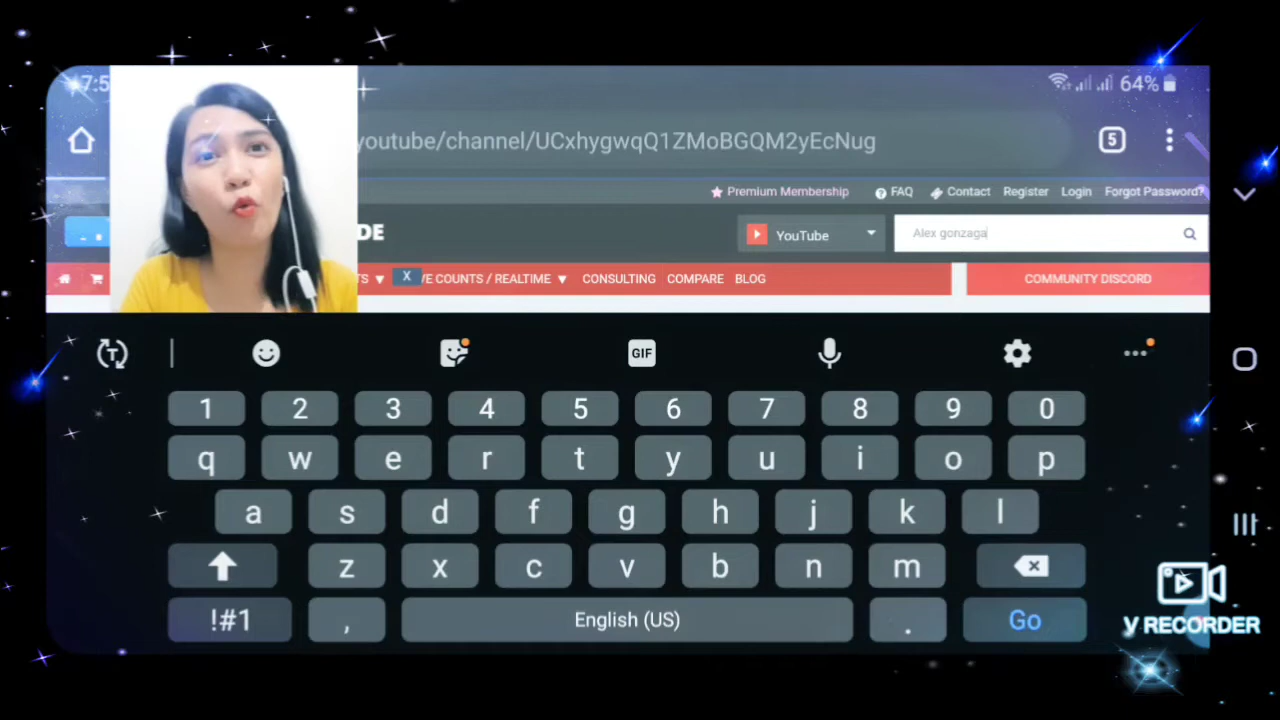 7:5
64%
youtube/channel/UCxhygwqQ1ZMoBGQM2yEcNug
5
Premium Membership FAQ Contact Register Login Forgot Password?
DE
YouTube
Alex gonzaga
TS X VE COUNTS / REALTIME CONSULTING COMPARE BLOG
COMMUNITY DISCORD
T GIF
1 2 3 4 5 6 7 8 9 0
q w e r t y u i o p
a s d f g h j k l
z x c v b n m
!#1 , English (US) . Go
V RECORDER